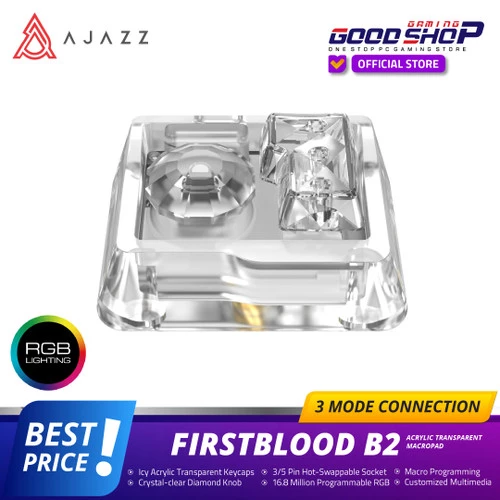 AJAZZ
GAMING
GOODSHOP
ONE STOP PC GAMING STORE
OFFICIAL STORE
RGB
LIGHTING
3 MODE CONNECTION
BEST
PRICE!
FIRSTBLOOD B2
ACRYLIC TRANSPARENT
MACROPAD
Icy Acrylic Transparent Keycaps
3/5 Pin Hot-Swappable Socket
Macro Programming
Crystal-clear Diamond Knob
16.8 Million Programmable RGB
Customized Multimedia